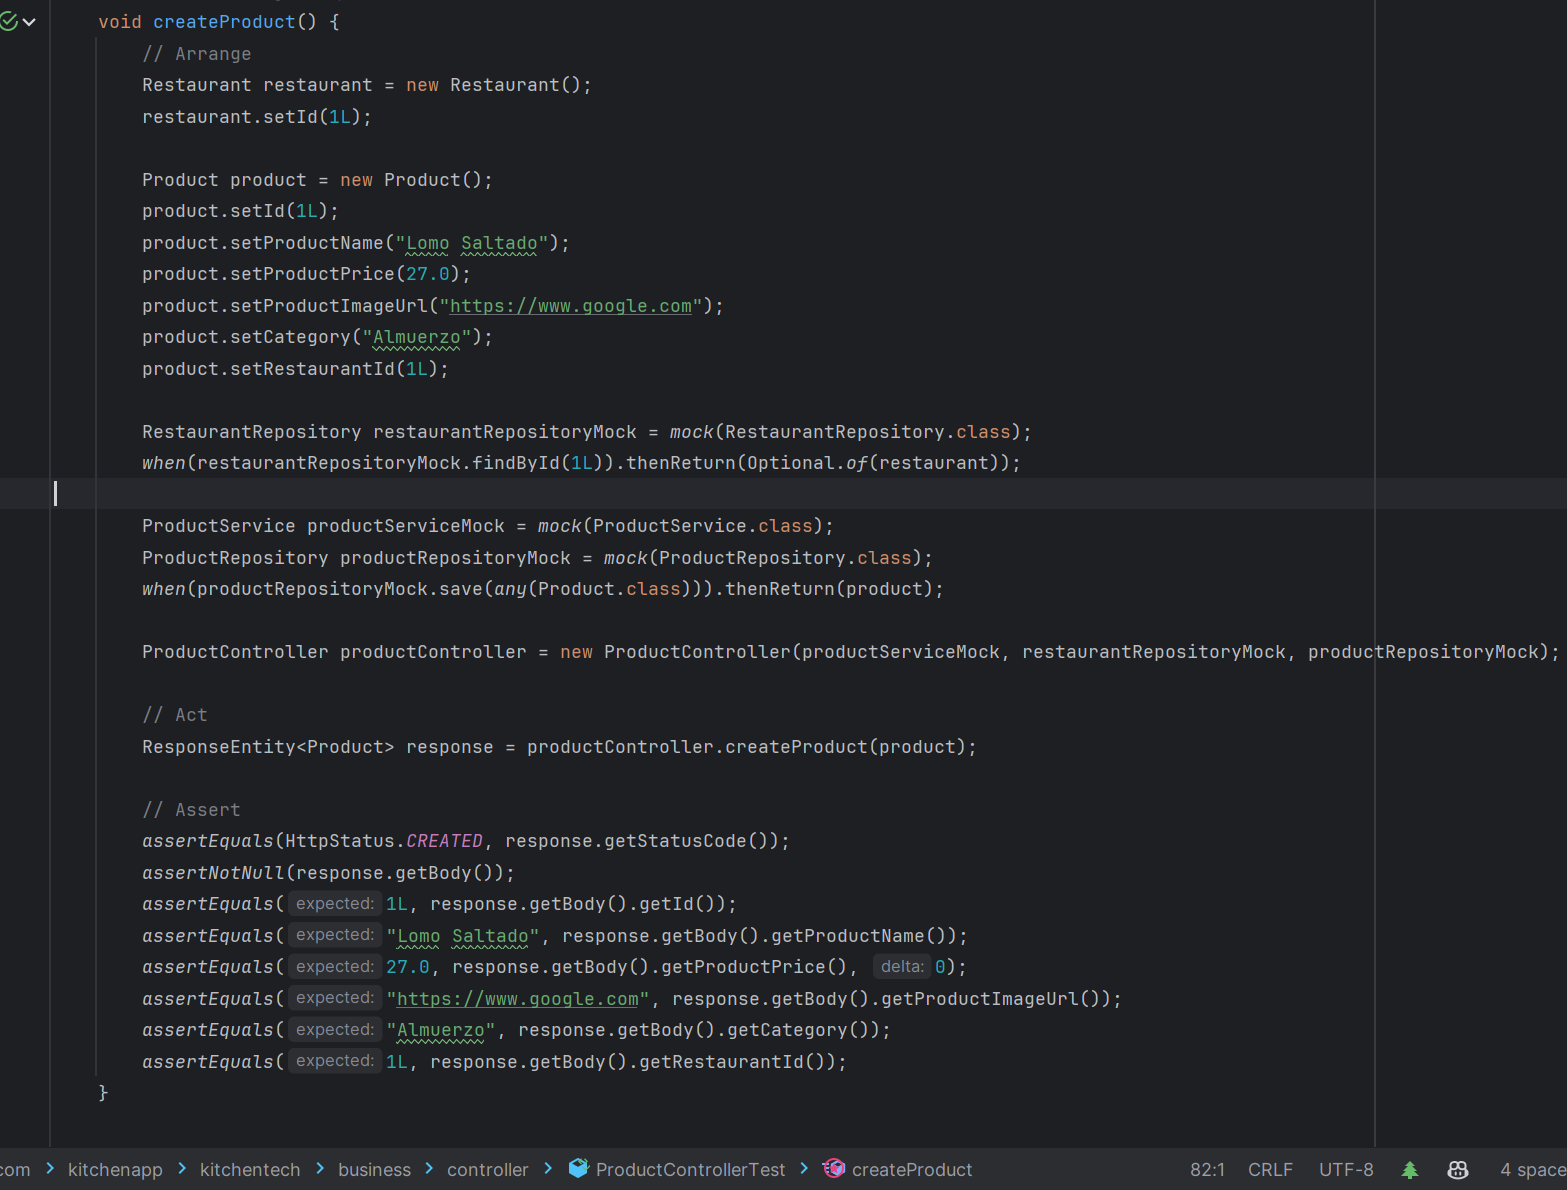 void createProduct() {
// Arrange
Restaurant restaurant = new Restaurant();
restaurant.setId(1L);
Product product = new Product();
product.setId(1L);
product.setProductName("Lomo Saltado");
product.setProductPrice(27.0);
product.setProductImageUrl("https://www.google.com");
product.setCategory("Almuerzo");
product.setRestaurantId(1L);
RestaurantRepository restaurantRepositoryMock = mock(RestaurantRepository.class);
when(restaurantRepositoryMock.findById(1L)).thenReturn(Optional.of(restaurant));
ProductService productServiceMock = mock(ProductService.class);
ProductRepository productRepositoryMock = mock(ProductRepository.class);
when(productRepositoryMock.save(any(Product.class))).thenReturn(product);
ProductController productController = new ProductController(productServiceMock, restaurantRepositoryMock, productRepositoryMock);
// Act
ResponseEntity<Product> response = productController.createProduct(product);
// Assert
assertEquals(HttpStatus.CREATED, response.getStatusCode());
assertNotNull(response.getBody());
assertEquals( expected: 1L, response.getBody().getId());
assertEquals( expected: "Lomo Saltado", response.getBody().getProductName());
assertEquals( expected: 27.0, response.getBody().getProductPrice(), delta: 0);
assertEquals( expected: "https://www.google.com", response.getBody().getProductImageUrl());
assertEquals( expected: "Almuerzo", response.getBody().getCategory());
assertEquals( expected: 1L, response.getBody().getRestaurantId());
}
com > kitchenapp > kitchentech > business > controller > ProductControllerTest > createProduct 82:1 CRLF UTF-8 4 space